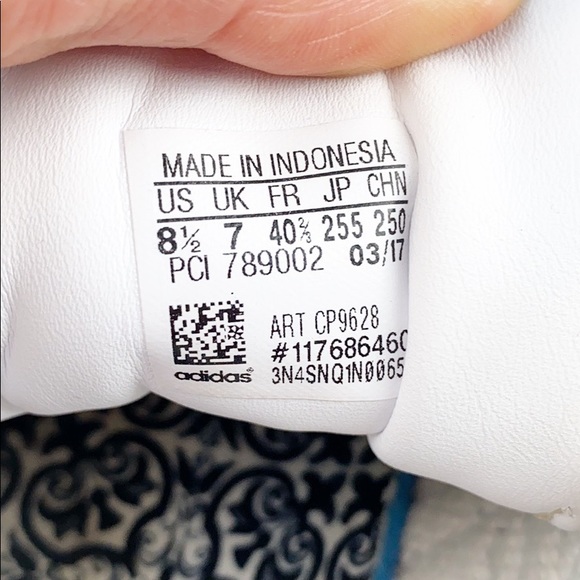 MADE IN INDONESIA
US UK FR JP CHN
8½ 7 40⅔ 255 250
PCI 789002 03/17
ART CP9628
#117686460
adidas® 3N4SNQ1N0065